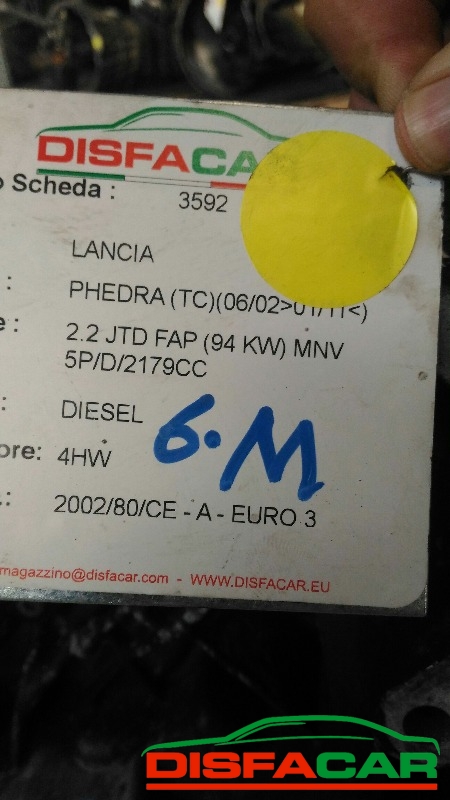 DISFACAR
o Scheda : 3592
LANCIA
: PHEDRA (TC)(06/02>01/11<)
e : 2.2 JTD FAP (94 KW) MNV
5P/D/2179CC
: DIESEL
6.M
ore: 4HW
.: 2002/80/CE - A - EURO 3
magazzino@disfacar.com - WWW.DISFACAR.EU
DISFACAR